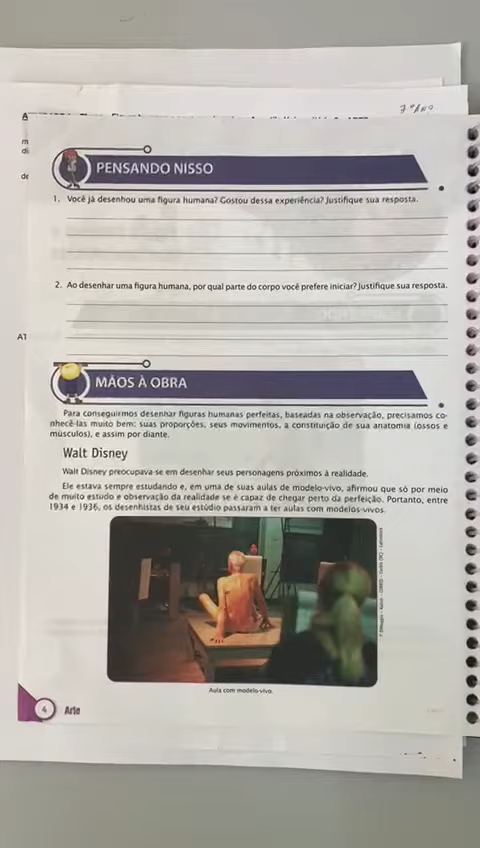 7º ANO
PENSANDO NISSO
1. Você já desenhou uma figura humana? Gostou dessa experiência? Justifique sua resposta.
2. Ao desenhar uma figura humana, por qual parte do corpo você prefere iniciar? Justifique sua resposta.
AT
MÃOS À OBRA
Para conseguirmos desenhar figuras humanas perfeitas, baseadas na observação, precisamos co-
nhecê-las muito bem: suas proporções, seus movimentos, a constituição de sua anatomia (ossos e
músculos), e assim por diante.
Walt Disney
Walt Disney preocupava-se em desenhar seus personagens próximos à realidade.
Ele estava sempre estudando e, em uma de suas aulas de modelo-vivo, afirmou que só por meio
de muito estudo e observação da realidade se é capaz de chegar perto da perfeição. Portanto, entre
1934 e 1936, os desenhistas de seu estúdio passaram a ter aulas com modelos-vivos.
Aula com modelo-vivo.
4 Arte